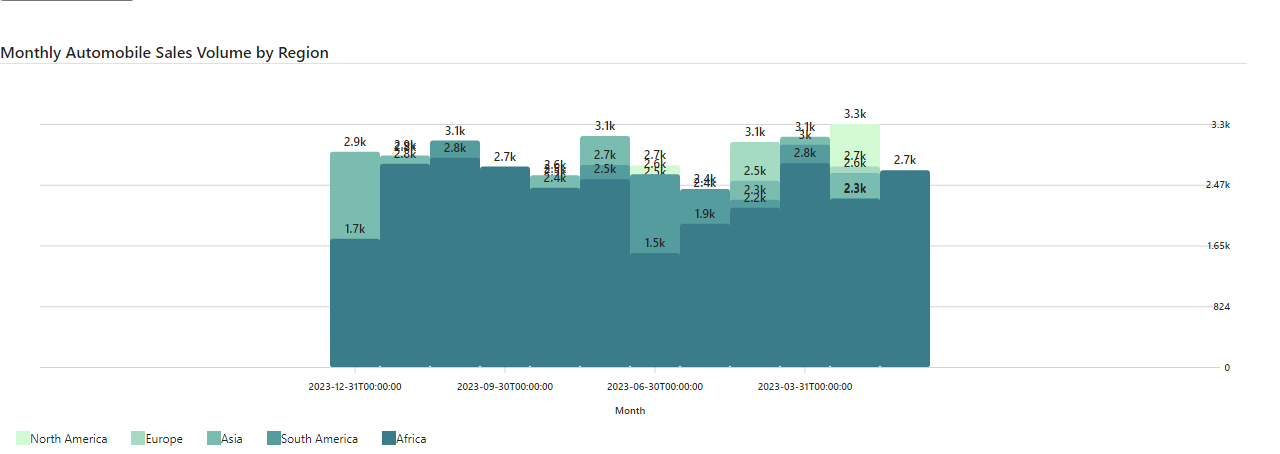 Monthly Automobile Sales Volume by Region
3.3k
3.1k 3.1k 3.1k 3.1k 3.3k
2.9k 2.8k 2.7k 2.7k 2.7k 2.7k 2.7k
2.8k 2.6k 2.6k 2.5k 2.8k 2.6k
2.4k 2.5k 2.4k 2.3k 2.3k 2.47k
1.7k 1.5k 1.9k 2.2k 1.65k
824
0
2023-12-31T00:00:00 2023-09-30T00:00:00 2023-06-30T00:00:00 2023-03-31T00:00:00
Month
North America Europe Asia South America Africa